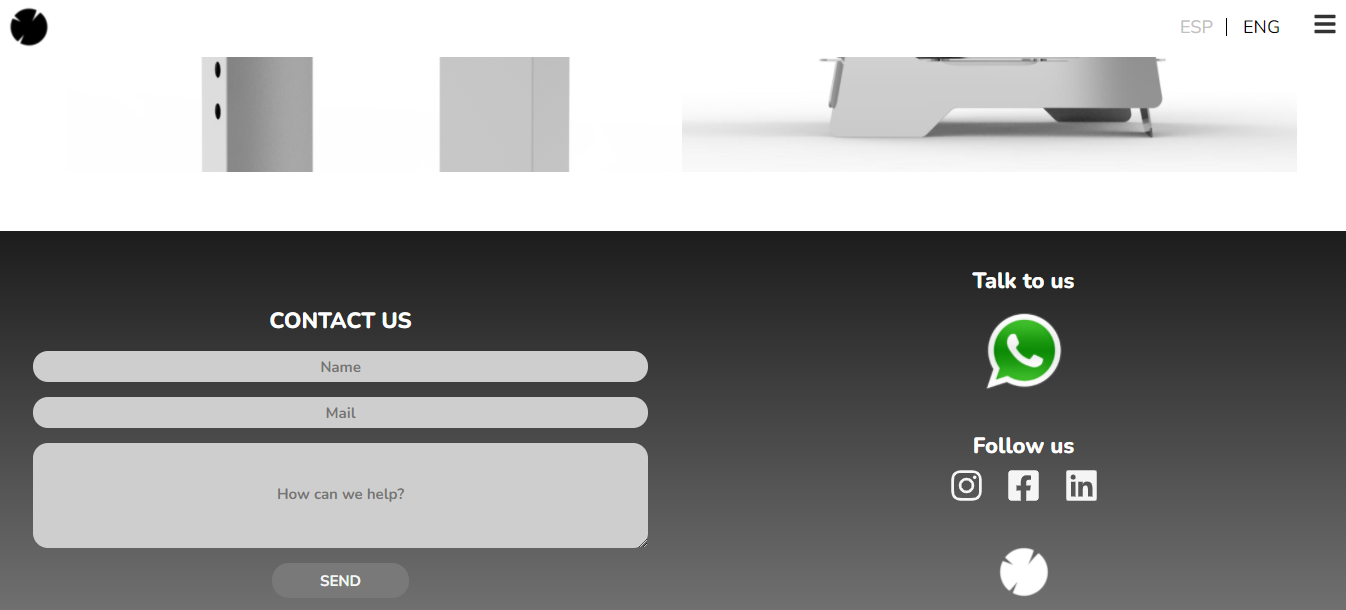 ESP | ENG
CONTACT US
Name
Mail
How can we help?
SEND
Talk to us
Follow us